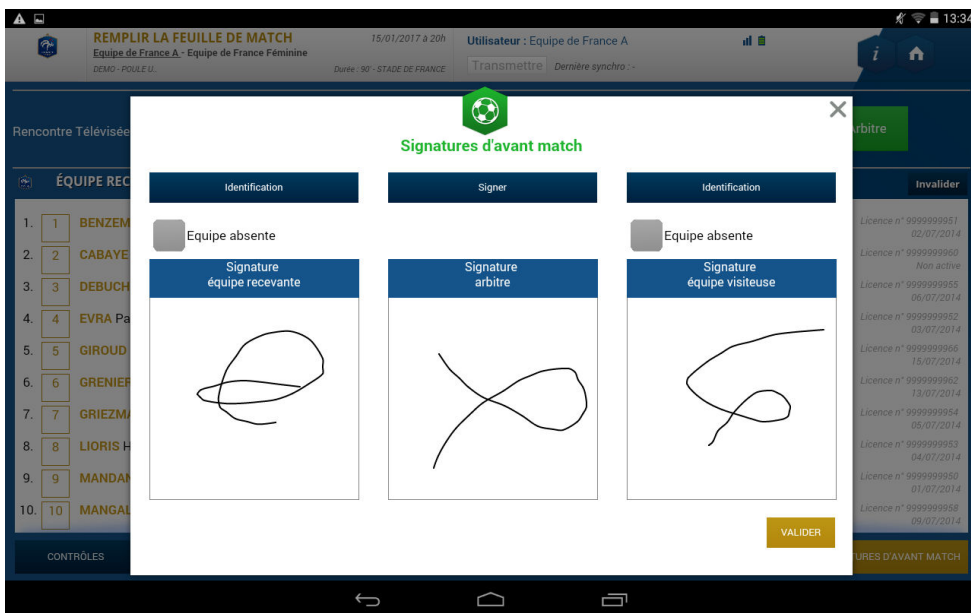 13:34
REMPLIR LA FEUILLE DE MATCH
15/01/2017 à 20h
Utilisateur : Equipe de France A
Equipe de France A - Equipe de France Féminine
DEMO - POULE U..
Durée : 90' - STADE DE FRANCE
Transmettre Dernière synchro : -
i
Rencontre Télévisée
Signatures d'avant match
ÉQUIPE REC
Identification
Signer
Identification
Invalider
Equipe absente
Equipe absente
Signature
équipe recevante
Signature
arbitre
Signature
équipe visiteuse
1. 1 BENZEM
Licence n° 9999999951
02/07/2014
2. 2 CABAYE
Licence n° 9999999960
Non active
3. 3 DEBUCH
Licence n° 9999999955
06/07/2014
4. 4 EVRA Pa
Licence n° 9999999952
03/07/2014
5. 5 GIROUD
Licence n° 9999999966
15/07/2014
6. 6 GRENIER
Licence n° 9999999962
13/07/2014
7. 7 GRIEZMA
Licence n° 9999999954
05/07/2014
8. 8 LIORIS H
Licence n° 9999999953
04/07/2014
9. 9 MANDAN
Licence n° 9999999950
01/07/2014
10. 10 MANGAL
Licence n° 9999999958
09/07/2014
VALIDER
CONTRÔLES
TURES D'AVANT MATCH